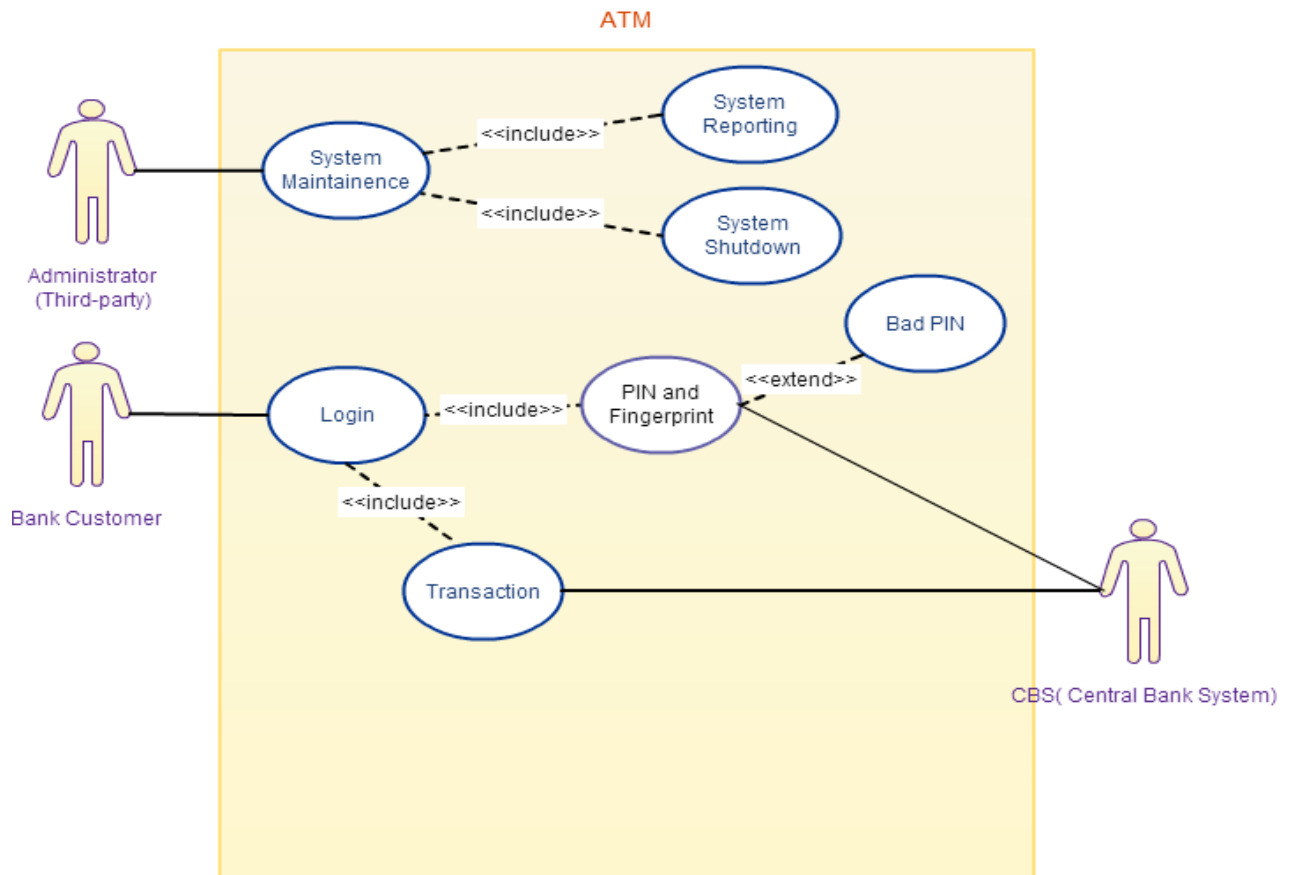 ATM
System
Reporting
<<include>>
System
Maintainence
<<include>>
System
Shutdown
Administrator
(Third-party)
Bad PIN
<<extend>>
PIN and
Fingerprint
<<include>>
Login
<<include>>
Bank Customer
Transaction
CBS( Central Bank System)